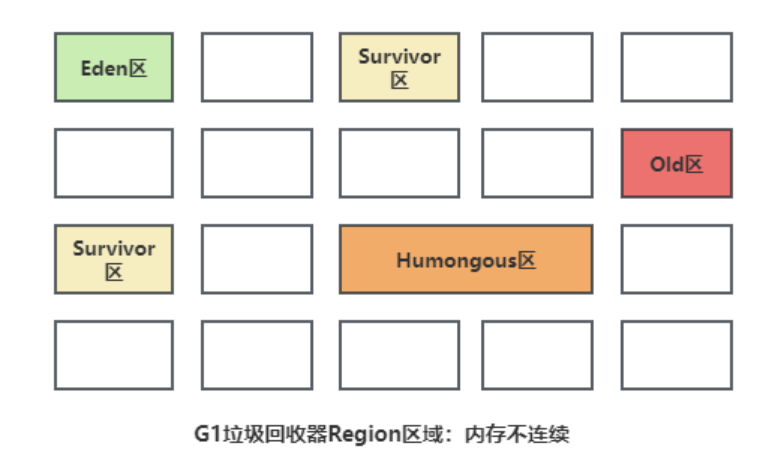 Eden区
Survivor
区
Old区
Survivor
区
Humongous区
G1垃圾回收器Region区域：内存不连续